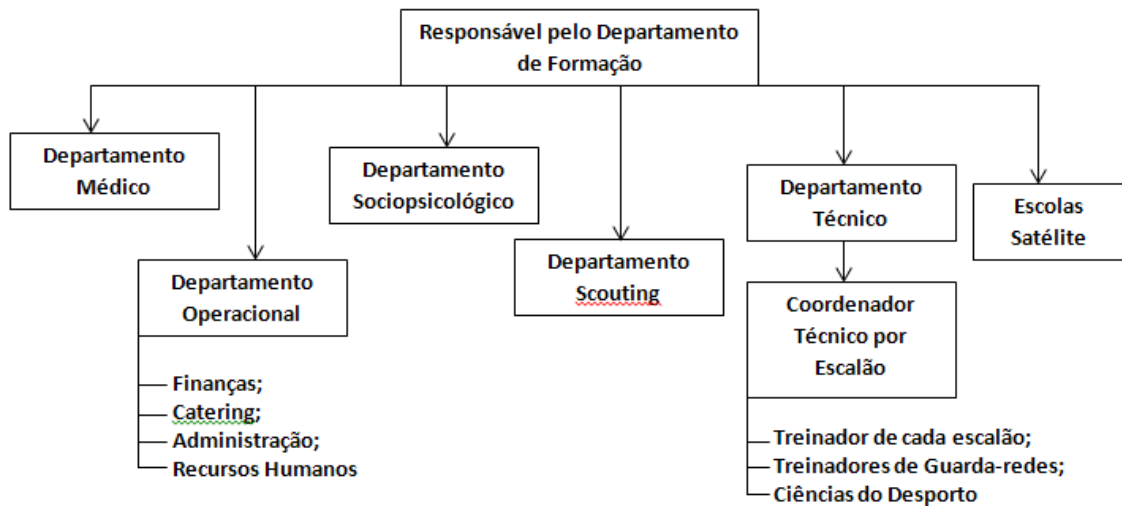 Responsável pelo Departamento
de Formação
Departamento
Médico
Departamento
Sociopsicológico
Departamento
Técnico
Escolas
Satélite
Departamento
Operacional
Departamento
Scouting
Coordenador
Técnico por
Escalão
Finanças;
Catering;
Administração;
Recursos Humanos
Treinador de cada escalão;
Treinadores de Guarda-redes;
Ciências do Desporto